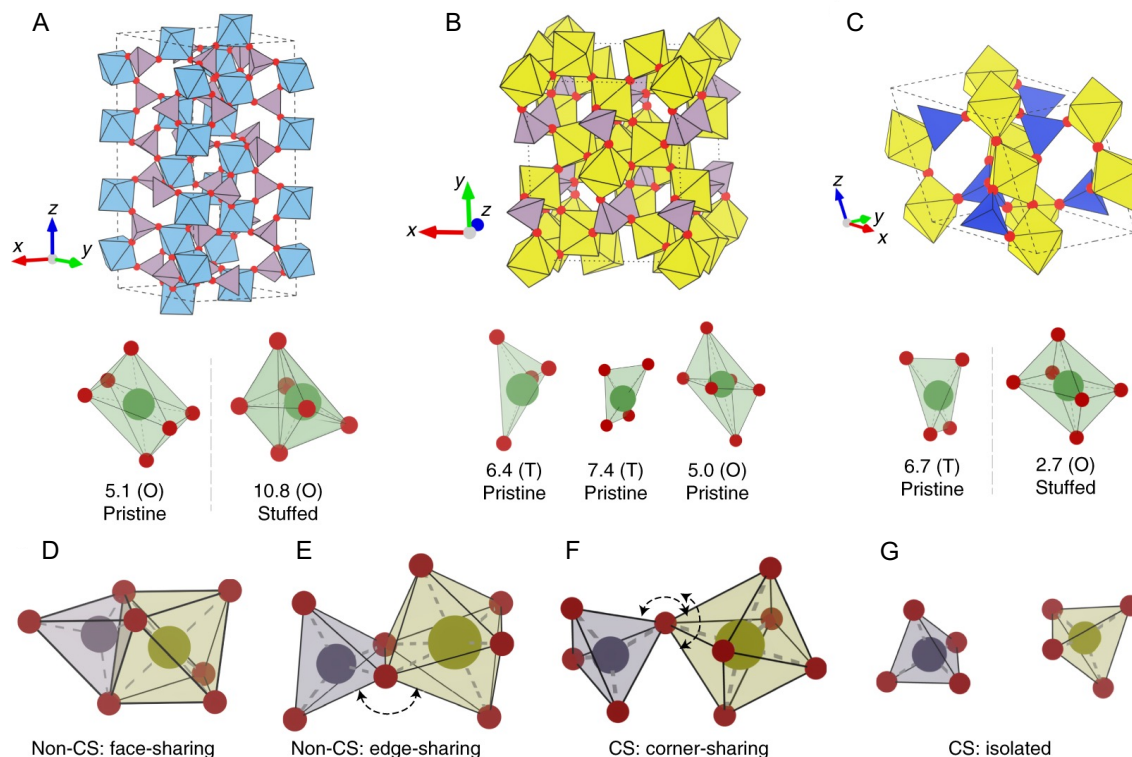 A
B
C
z
x
y
y
z
x
z
y
x
5.1 (O)
Pristine
10.8 (O)
Stuffed
6.4 (T)
Pristine
7.4 (T)
Pristine
5.0 (O)
Pristine
6.7 (T)
Pristine
2.7 (O)
Stuffed
D
E
F
G
Non-CS: face-sharing
Non-CS: edge-sharing
CS: corner-sharing
CS: isolated